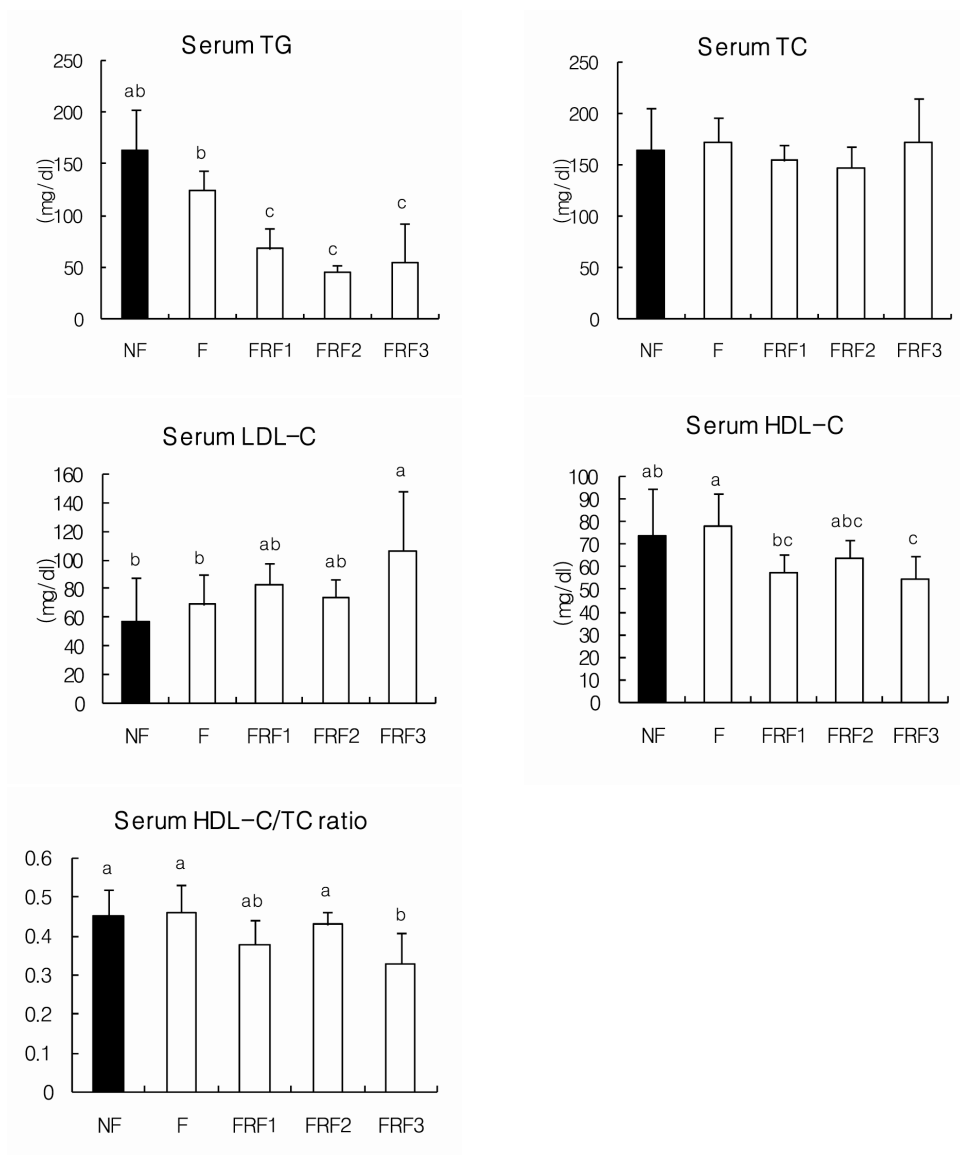 Serum TG
250
200
150
100
50
0
(mg/dl)
ab
b
c
c
c
NF F FRF1 FRF2 FRF3
Serum TC
250
200
150
100
50
0
(mg/dl)
NF F FRF1 FRF2 FRF3
Serum LDL-C
160
140
120
100
80
60
40
20
0
(mg/dl)
b
b
ab
ab
a
NF F FRF1 FRF2 FRF3
Serum HDL-C
100
90
80
70
60
50
40
30
20
10
0
(mg/dl)
ab
a
bc
abc
c
NF F FRF1 FRF2 FRF3
Serum HDL-C/TC ratio
0.6
0.5
0.4
0.3
0.2
0.1
0
a
a
ab
a
b
NF F FRF1 FRF2 FRF3